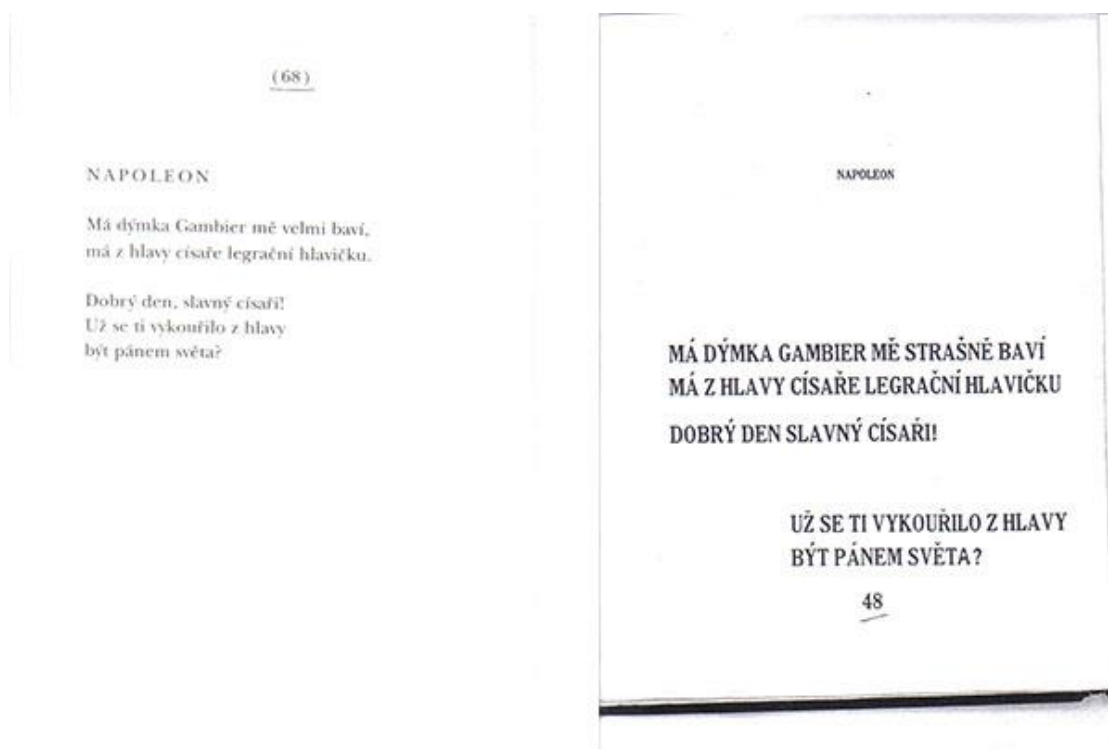 (68)
NAPOLEON
Má dýmka Gambier mě velmi baví,
má z hlavy císaře legrační hlavičku.
Dobrý den, slavný císaři!
Už se ti vykouřilo z hlavy
být pánem světa?
NAPOLEON
MÁ DÝMKA GAMBIER MĚ STRAŠNĚ BAVÍ
MÁ Z HLAVY CÍSAŘE LEGRAČNÍ HLAVIČKU
DOBRÝ DEN SLAVNÝ CÍSAŘI!
UŽ SE TI VYKOUŘILO Z HLAVY
BÝT PÁNEM SVĚTA?
48